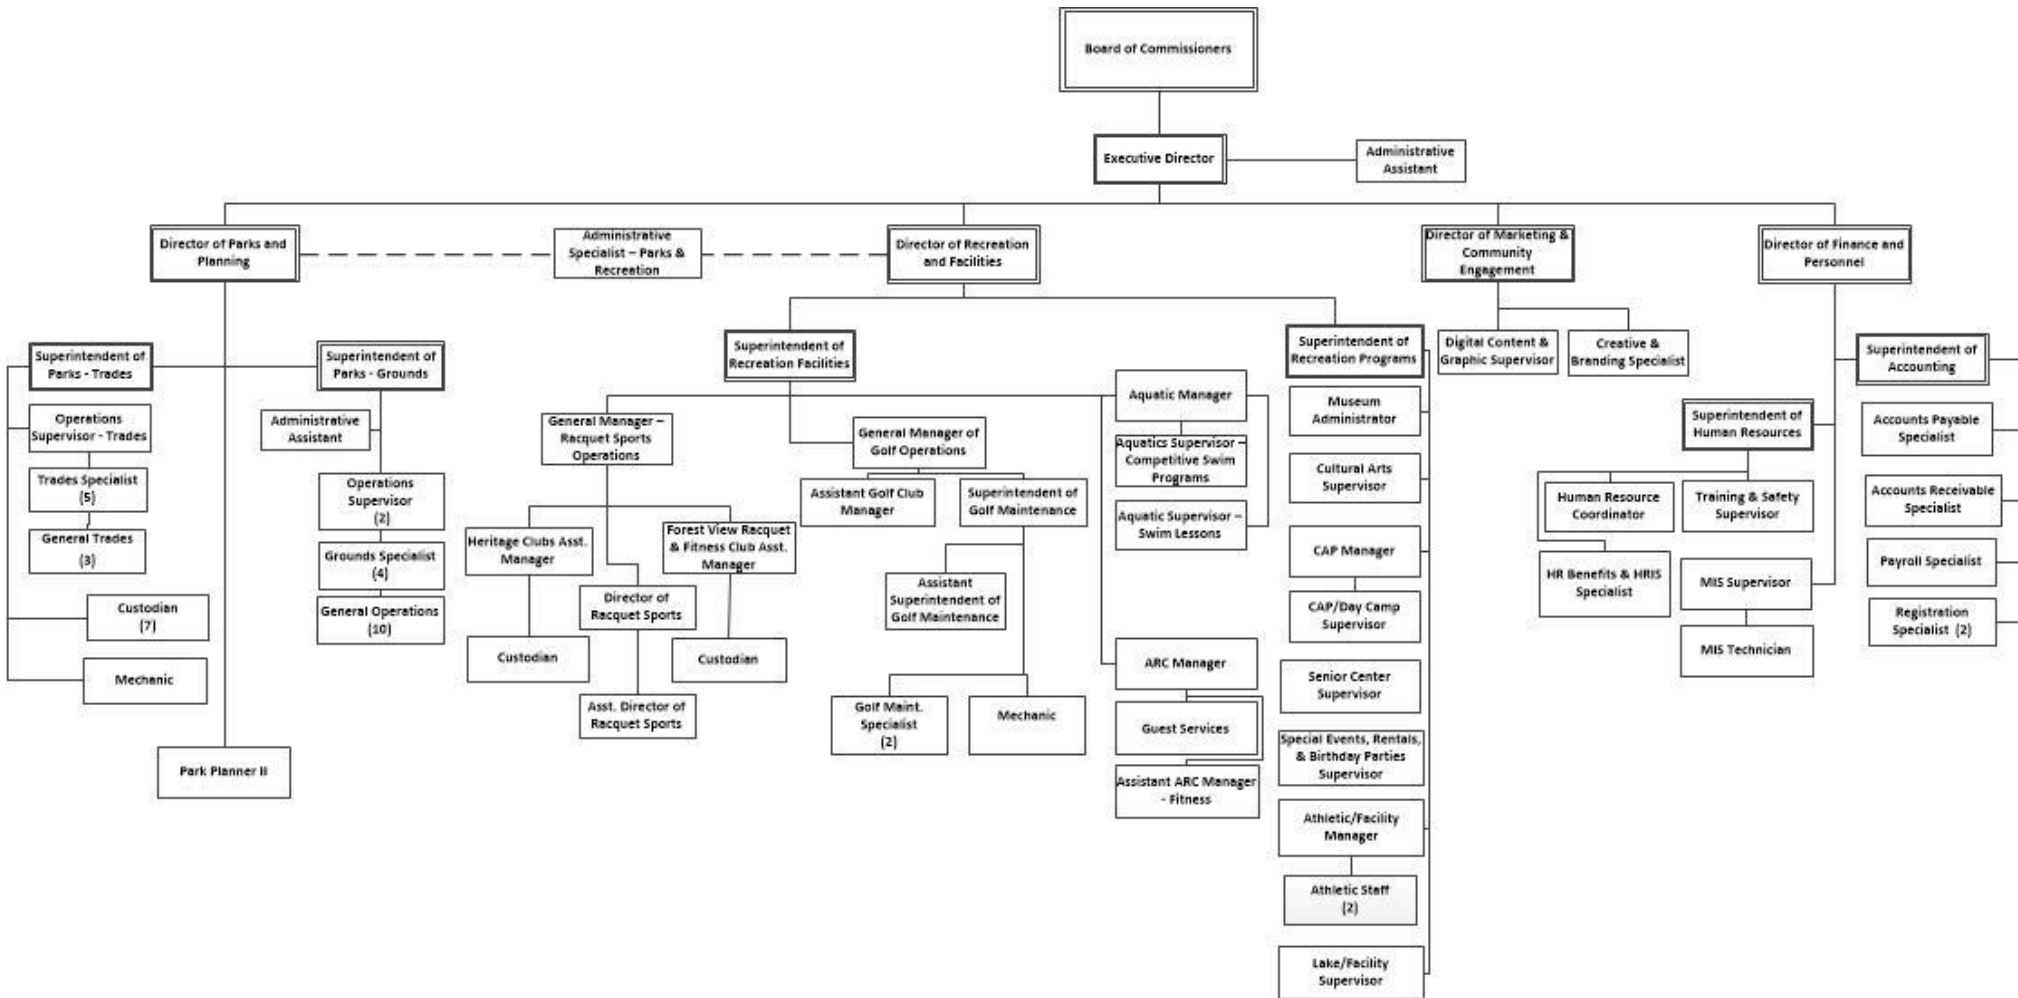 Board of Commissioners
Executive Director
Administrative
Assistant
Director of Parks and
Planning
Administrative
Specialist – Parks &
Recreation
Director of Recreation
and Facilities
Director of Marketing &
Community
Engagement
Director of Finance and
Personnel
Superintendent of
Parks - Trades
Superintendent of
Parks - Grounds
Superintendent of
Recreation Facilities
Superintendent of
Recreation Programs
Digital Content &
Graphic Supervisor
Creative &
Branding Specialist
Superintendent of
Accounting
Operations
Supervisor - Trades
Trades Specialist
(5)
General Trades
(3)
Custodian
(7)
Mechanic
Park Planner II
Administrative
Assistant
Operations
Supervisor
(2)
Grounds Specialist
(4)
General Operations
(10)
General Manager –
Racquet Sports
Operations
Heritage Clubs Asst.
Manager
Forest View Racquet
& Fitness Club Asst.
Manager
Director of
Racquet Sports
Custodian
Custodian
Asst. Director of
Racquet Sports
General Manager of
Golf Operations
Assistant Golf Club
Manager
Superintendent of
Golf Maintenance
Assistant
Superintendent of
Golf Maintenance
Golf Maint.
Specialist
(2)
Mechanic
Aquatic Manager
Aquatics Supervisor –
Competitive Swim
Programs
Aquatic Supervisor –
Swim Lessons
ARC Manager
Guest Services
Assistant ARC Manager
- Fitness
Museum
Administrator
Cultural Arts
Supervisor
CAP Manager
CAP/Day Camp
Supervisor
Senior Center
Supervisor
Special Events, Rentals,
& Birthday Parties
Supervisor
Athletic/Facility
Manager
Athletic Staff
(2)
Lake/Facility
Supervisor
Superintendent of
Human Resources
Human Resource
Coordinator
Training & Safety
Supervisor
HR Benefits & HRIS
Specialist
MIS Supervisor
MIS Technician
Accounts Payable
Specialist
Accounts Receivable
Specialist
Payroll Specialist
Registration
Specialist (2)